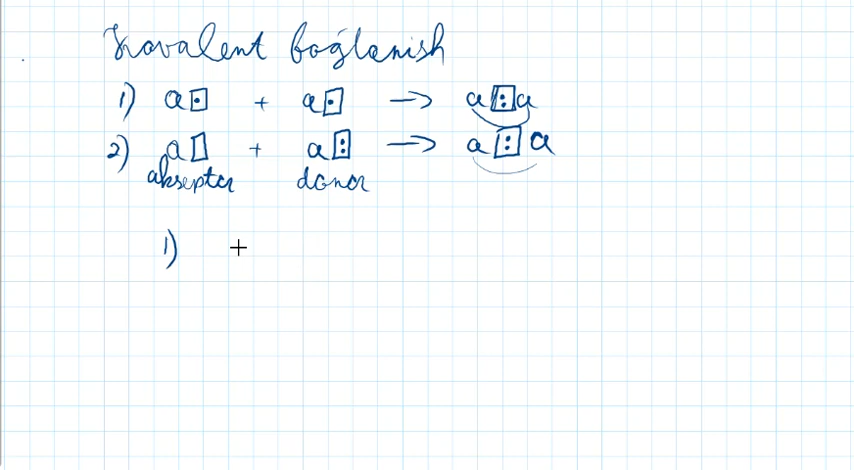 Kovalent bog'lanish
1) a⊡ + a⊡ → a[:]a
2) a□ + a[:] → a[:]a
akseptor donor
1)